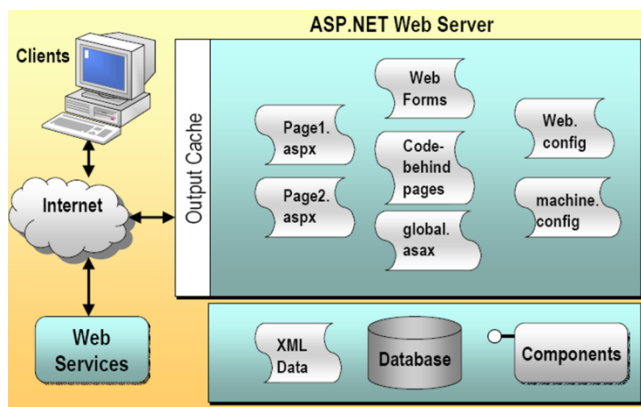 ASP.NET Web Server
Clients
Internet
Web
Services
Output Cache
Page1.
aspx
Page2.
aspx
Web
Forms
Code-
behind
pages
global.
asax
Web.
config
machine.
config
XML
Data
Database
Components